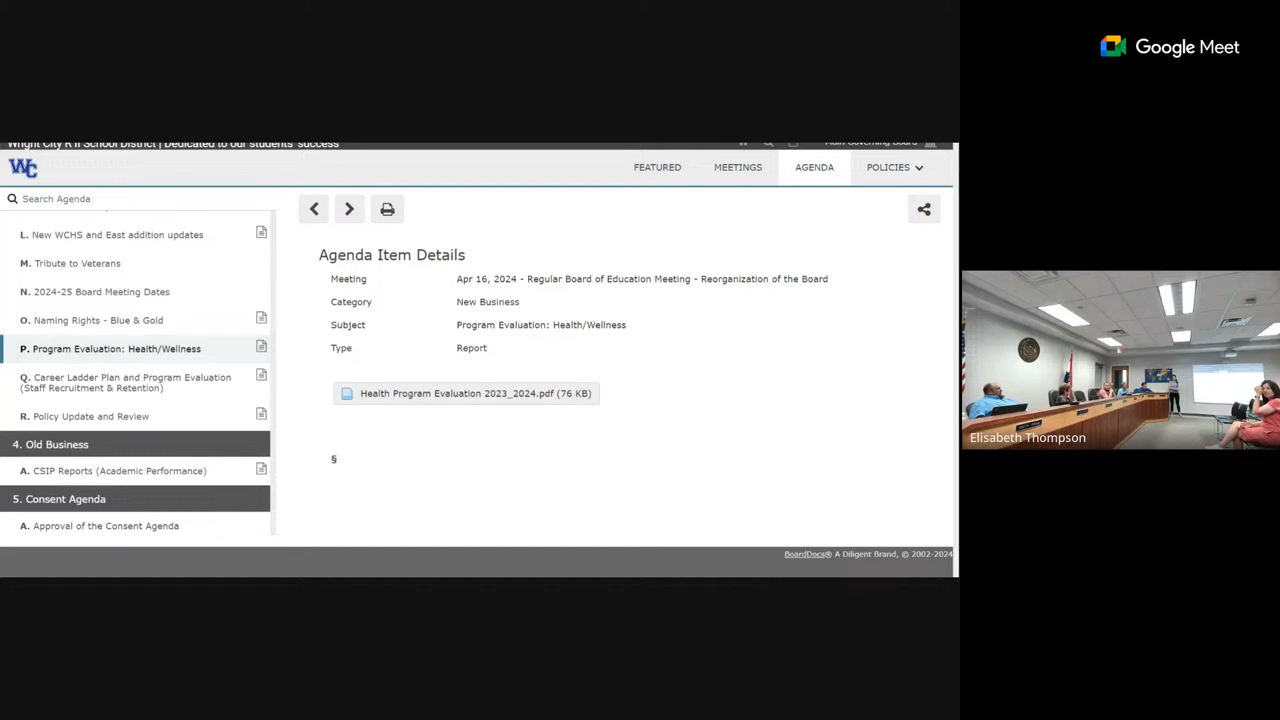 Google Meet
Wright City R II School District | Dedicated to our students' success
Main Governing Board
WC
FEATURED
MEETINGS
AGENDA
POLICIES
Search Agenda
L. New WCHS and East addition updates
M. Tribute to Veterans
N. 2024-25 Board Meeting Dates
O. Naming Rights - Blue & Gold
P. Program Evaluation: Health/Wellness
Q. Career Ladder Plan and Program Evaluation
(Staff Recruitment & Retention)
R. Policy Update and Review
4. Old Business
A. CSIP Reports (Academic Performance)
5. Consent Agenda
A. Approval of the Consent Agenda
Agenda Item Details
Meeting Apr 16, 2024 - Regular Board of Education Meeting - Reorganization of the Board
Category New Business
Subject Program Evaluation: Health/Wellness
Type Report
Health Program Evaluation 2023_2024.pdf (76 KB)
§
BoardDocs® A Diligent Brand, © 2002-2024
Elisabeth Thompson